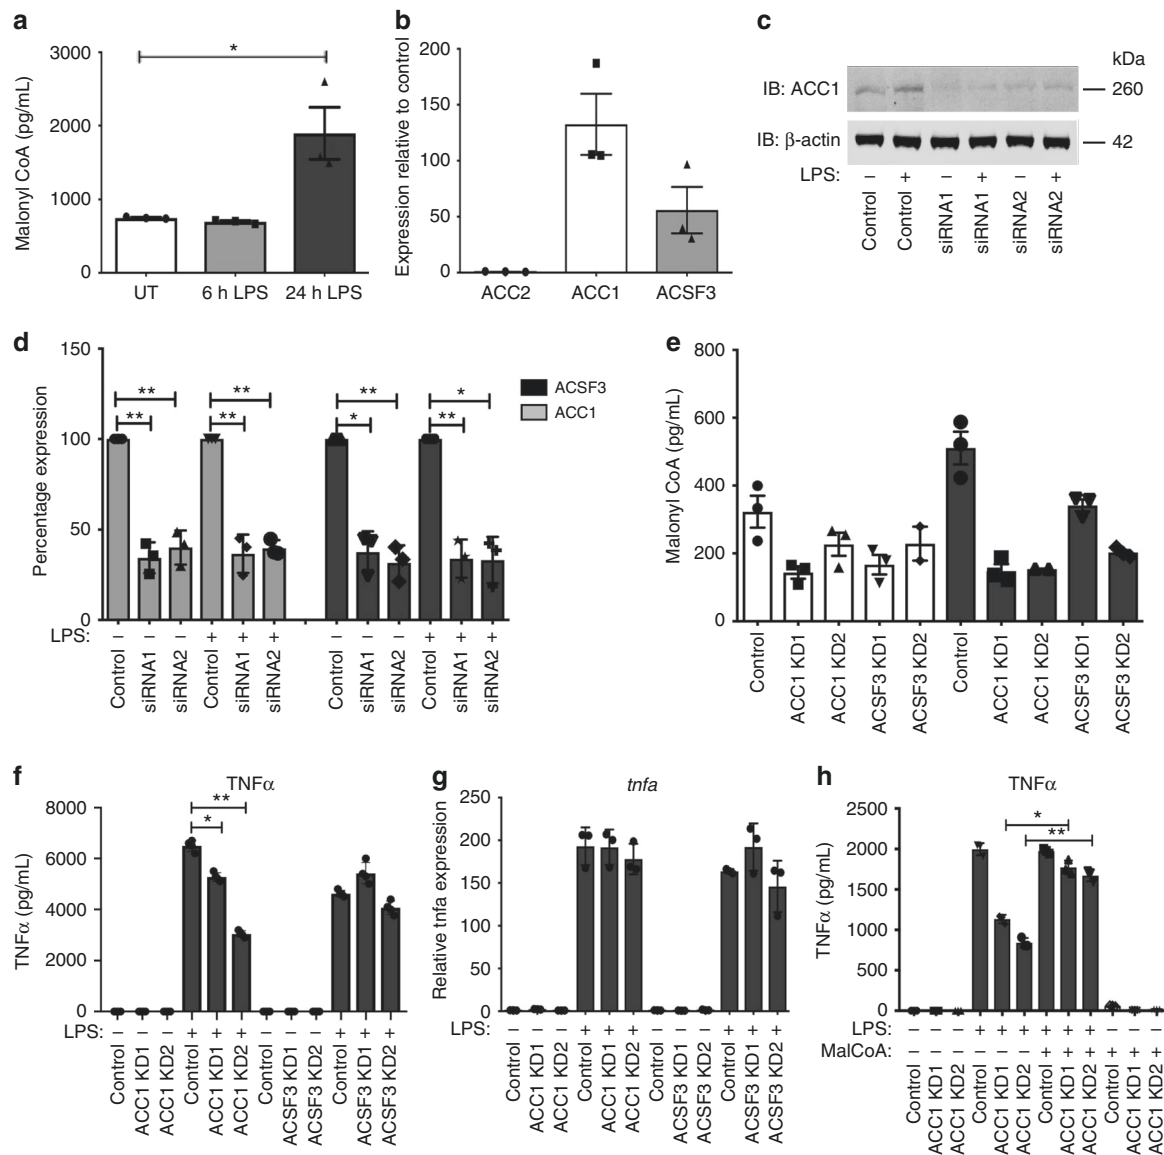 a
Malonyl CoA (pg/mL)
3000
2000
1000
0
*
UT
6 h LPS
24 h LPS
b
Expression relative to control
200
150
100
50
0
ACC2
ACC1
ACSF3
c
kDa
IB: ACC1
260
IB: β-actin
42
LPS: – + – + – +
Control
Control
siRNA1
siRNA1
siRNA2
siRNA2
d
Percentage expression
150
100
50
0
** ** ** ** ** * * **
ACSF3
ACC1
LPS: – – – + + + – – – + + +
Control
siRNA1
siRNA2
Control
siRNA1
siRNA2
Control
siRNA1
siRNA2
Control
siRNA1
siRNA2
e
Malonyl CoA (pg/mL)
800
600
400
200
0
Control
ACC1 KD1
ACC1 KD2
ACSF3 KD1
ACSF3 KD2
Control
ACC1 KD1
ACC1 KD2
ACSF3 KD1
ACSF3 KD2
f
TNFα
TNFα (pg/mL)
8000
6000
4000
2000
0
**
*
LPS: – – – + + + – – – + + +
Control
ACC1 KD1
ACC1 KD2
Control
ACC1 KD1
ACC1 KD2
Control
ACSF3 KD1
ACSF3 KD2
Control
ACSF3 KD1
ACSF3 KD2
g
tnfa
Relative tnfa expression
250
200
150
100
50
0
LPS: – – – + + + – – – + + +
Control
ACC1 KD1
ACC1 KD2
Control
ACC1 KD1
ACC1 KD2
Control
ACSF3 KD1
ACSF3 KD2
Control
ACSF3 KD1
ACSF3 KD2
h
TNFα
TNFα (pg/mL)
2500
2000
1500
1000
500
0
*
**
LPS: – – – + + + + + + – – –
MalCoA: – – – – – – + + + + + +
Control
ACC1 KD1
ACC1 KD2
Control
ACC1 KD1
ACC1 KD2
Control
ACC1 KD1
ACC1 KD2
Control
ACC1 KD1
ACC1 KD2